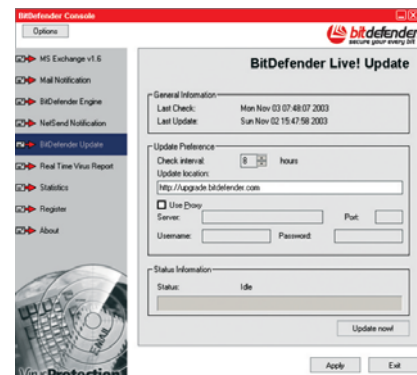 BitDefender Console
Options
bitdefender
secure your every bit
MS Exchange v1.6
Mail Notification
BitDefender Engine
NetSend Notification
BitDefender Update
Real Time Virus Report
Statistics
Register
About
BitDefender Live! Update
General Information
Last Check: Mon Nov 03 07:48:07 2003
Last Update: Sun Nov 02 15:47:58 2003
Update Preference
Check interval: 8 hours
Update location:
http://upgrade.bitdefender.com
Use Proxy
Server: Port:
Username: Password:
Status Information
Status: Idle
Update now!
EMAIL
Virus Protection!
Apply Exit